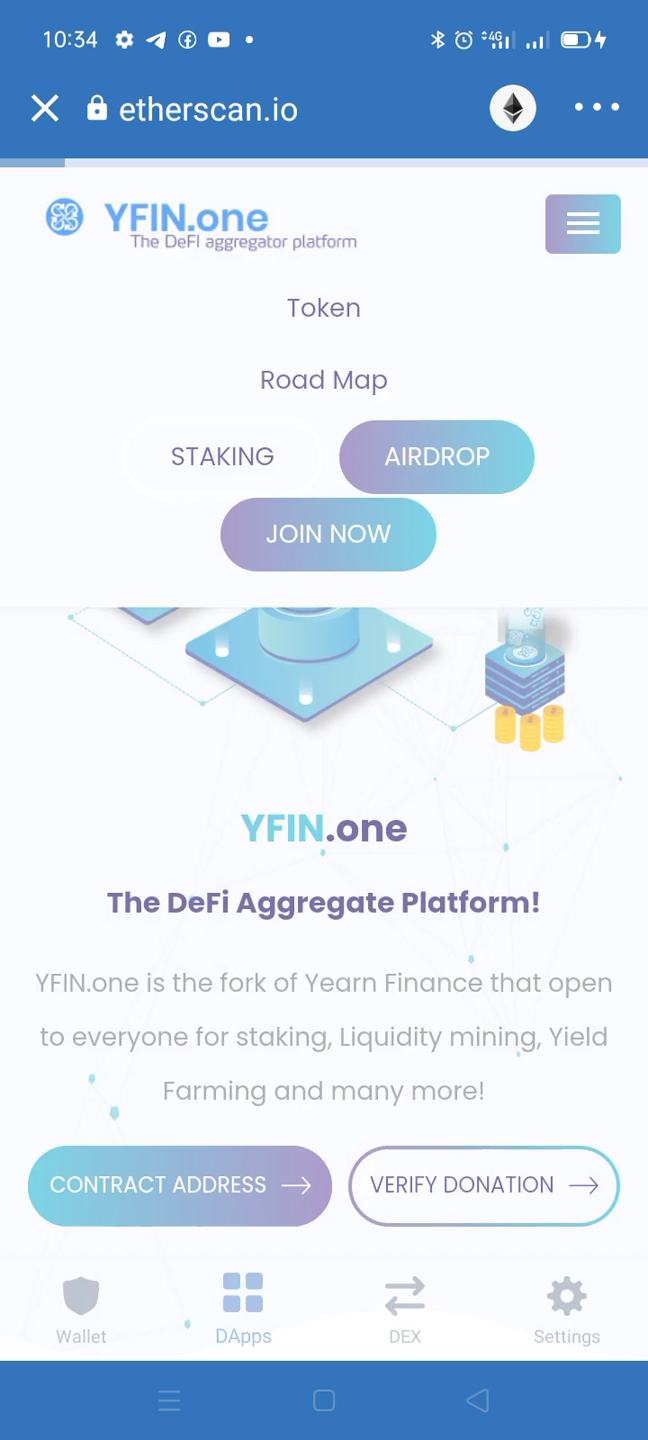 10:34
4G
etherscan.io
YFIN.one
The DeFI aggregator platform
Token
Road Map
STAKING
AIRDROP
JOIN NOW
YFIN.one
The DeFi Aggregate Platform!
YFIN.one is the fork of Yearn Finance that open
to everyone for staking, Liquidity mining, Yield
Farming and many more!
CONTRACT ADDRESS
VERIFY DONATION
Wallet
DApps
DEX
Settings